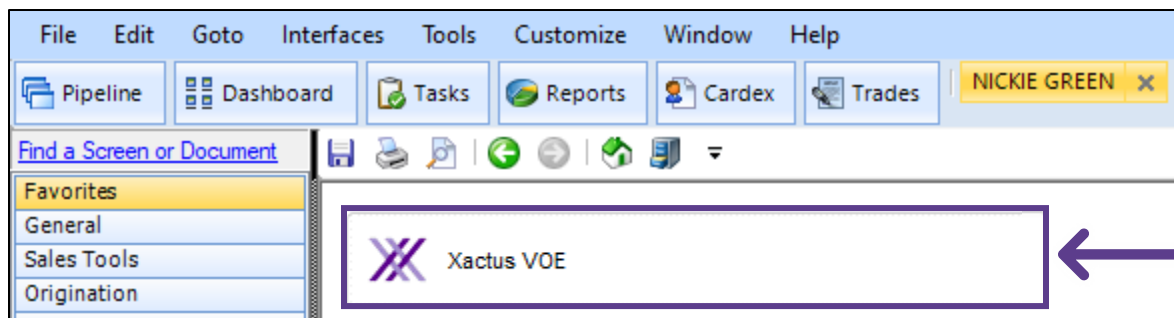 File Edit Goto Interfaces Tools Customize Window Help
Pipeline Dashboard Tasks Reports Cardex Trades NICKIE GREEN
Find a Screen or Document
Favorites
General
Sales Tools
Origination
Xactus VOE